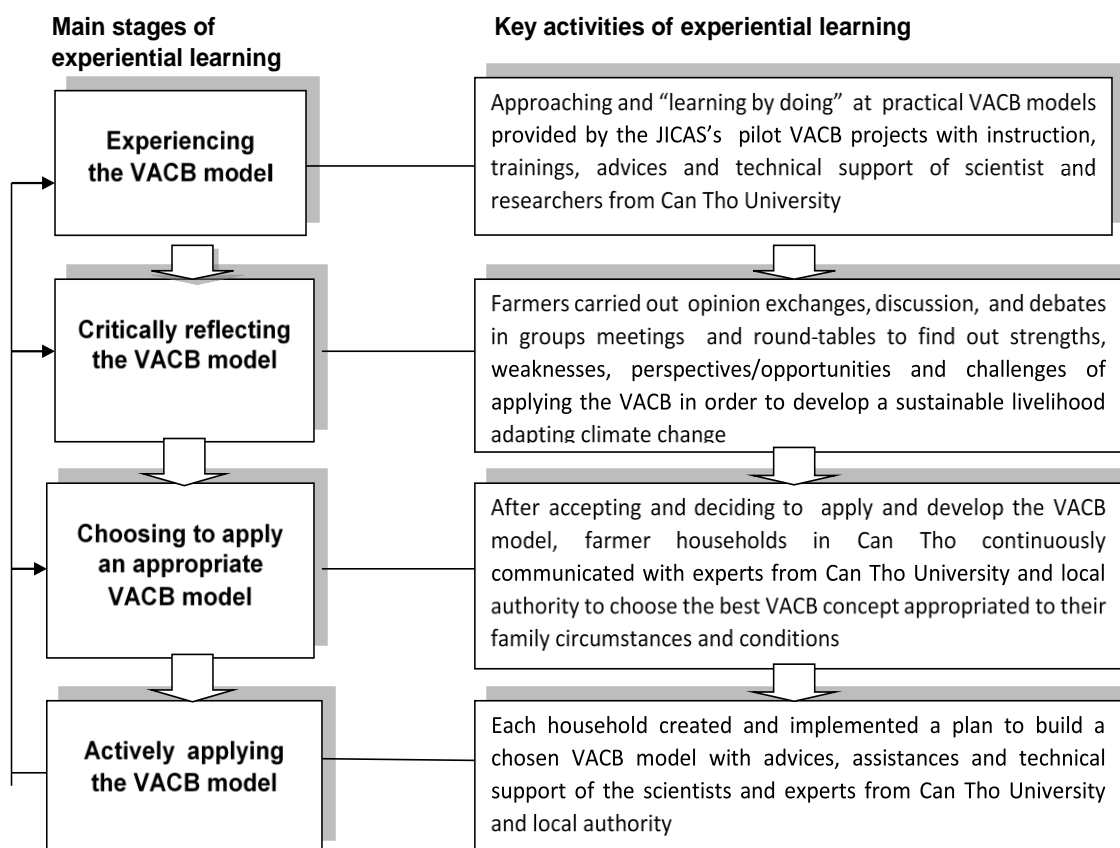 Main stages of
experiential learning
Key activities of experiential learning
Experiencing
the VACB model
Approaching and “learning by doing” at practical VACB models
provided by the JICAS’s pilot VACB projects with instruction,
trainings, advices and technical support of scientist and
researchers from Can Tho University
Critically reflecting
the VACB model
Farmers carried out opinion exchanges, discussion, and debates
in groups meetings and round-tables to find out strengths,
weaknesses, perspectives/opportunities and challenges of
applying the VACB in order to develop a sustainable livelihood
adapting climate change
Choosing to apply
an appropriate
VACB model
After accepting and deciding to apply and develop the VACB
model, farmer households in Can Tho continuously
communicated with experts from Can Tho University and local
authority to choose the best VACB concept appropriated to their
family circumstances and conditions
Actively applying
the VACB model
Each household created and implemented a plan to build a
chosen VACB model with advices, assistances and technical
support of the scientists and experts from Can Tho University
and local authority